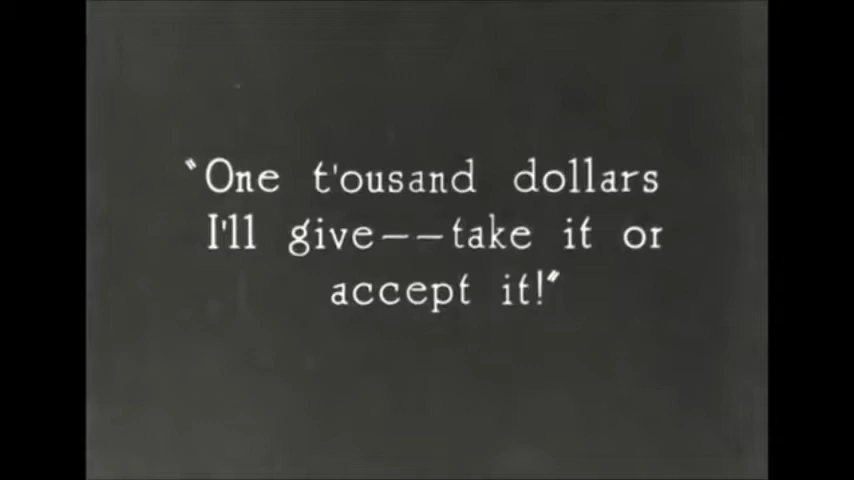 "One t'ousand dollars
I'll give--take it or
accept it!"